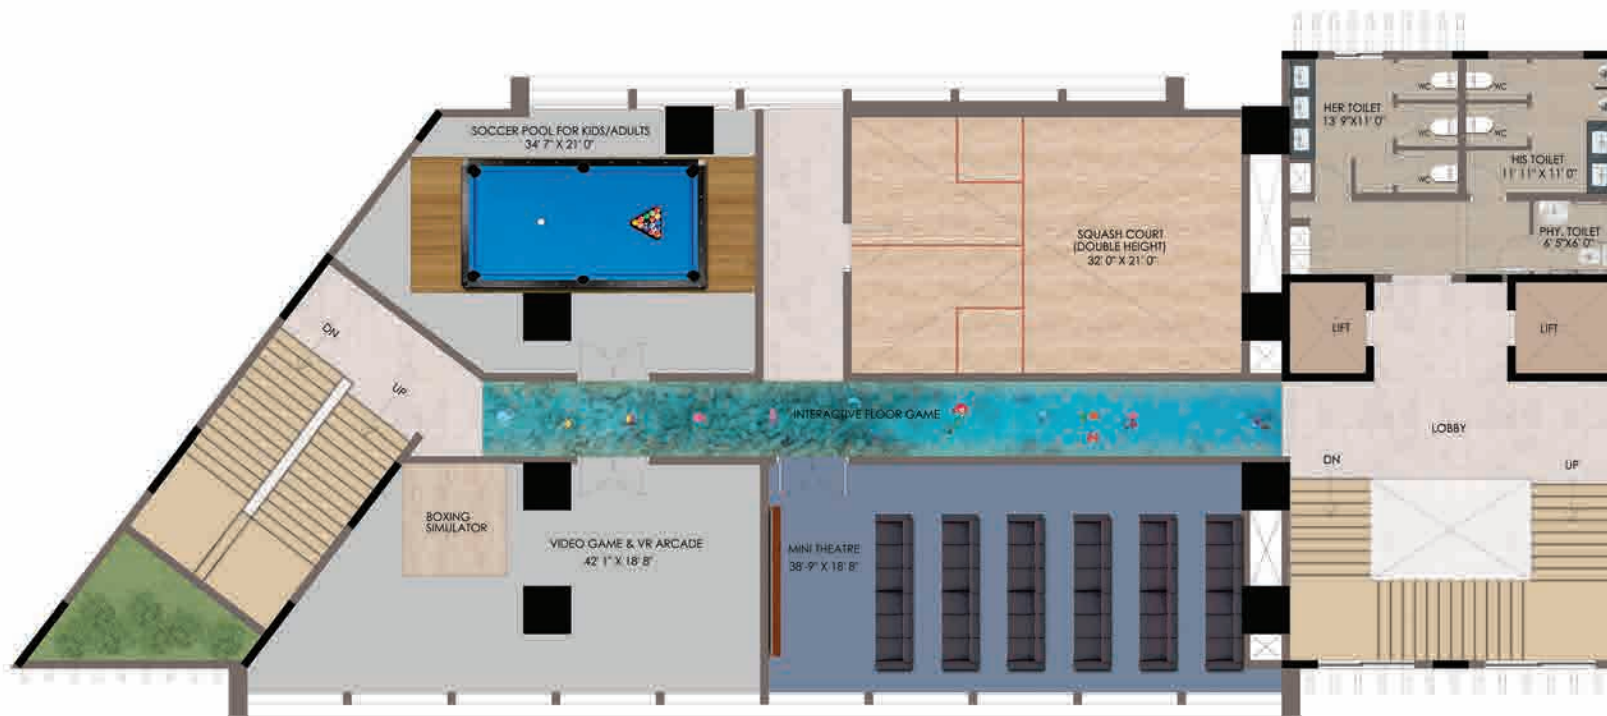 SOCCER POOL FOR KIDS/ADULTS
34' 7" X 21' 0"
HER TOILET
13' 9"X11' 0"
WC
WC
WC
WC
WC
HIS TOILET
11' 11" X 11' 0"
PHY. TOILET
6' 5"X6' 0"
SQUASH COURT
(DOUBLE HEIGHT)
32' 0" X 21' 0"
LIFT
LIFT
DN
UP
INTERACTIVE FLOOR GAME
LOBBY
DN
UP
BOXING
SIMULATOR
VIDEO GAME & VR ARCADE
42' 1" X 18' 8"
MINI THEATRE
38'-9" X 18' 8"